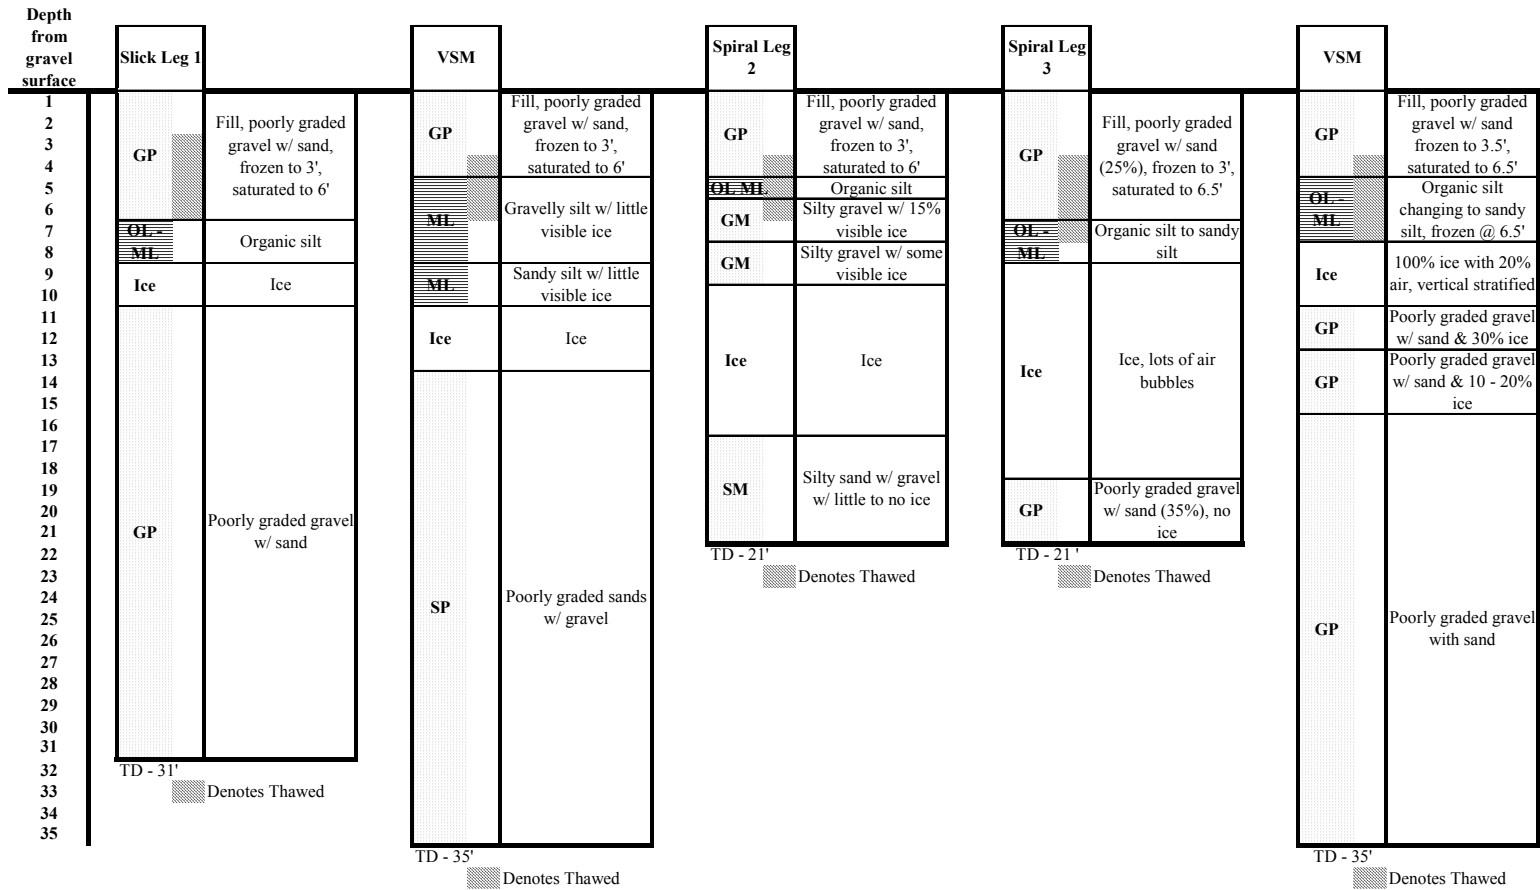 Depth
from
gravel
surface
1
2
3
4
5
6
7
8
9
10
11
12
13
14
15
16
17
18
19
20
21
22
23
24
25
26
27
28
29
30
31
32
33
34
35
Slick Leg 1
GP
Fill, poorly graded
gravel w/ sand,
frozen to 3',
saturated to 6'
OL -
ML
Organic silt
Ice
Ice
GP
Poorly graded gravel
w/ sand
TD - 31'
Denotes Thawed
VSM
GP
Fill, poorly graded
gravel w/ sand,
frozen to 3',
saturated to 6'
ML
Gravelly silt w/ little
visible ice
ML
Sandy silt w/ little
visible ice
Ice
Ice
SP
Poorly graded sands
w/ gravel
TD - 35'
Denotes Thawed
Spiral Leg
2
GP
Fill, poorly graded
gravel w/ sand,
frozen to 3',
saturated to 6'
OL ML
Organic silt
GM
Silty gravel w/ 15%
visible ice
GM
Silty gravel w/ some
visible ice
Ice
Ice
SM
Silty sand w/ gravel
w/ little to no ice
TD - 21'
Denotes Thawed
Spiral Leg
3
GP
Fill, poorly graded
gravel w/ sand
(25%), frozen to 3',
saturated to 6.5'
OL -
ML
Organic silt to sandy
silt
Ice
Ice, lots of air
bubbles
GP
Poorly graded gravel
w/ sand (35%), no
ice
TD - 21 '
Denotes Thawed
VSM
GP
Fill, poorly graded
gravel w/ sand
frozen to 3.5',
saturated to 6.5'
OL -
ML
Organic silt
changing to sandy
silt, frozen @ 6.5'
Ice
100% ice with 20%
air, vertical stratified
GP
Poorly graded gravel
w/ sand & 30% ice
GP
Poorly graded gravel
w/ sand & 10 - 20%
ice
GP
Poorly graded gravel
with sand
TD - 35'
Denotes Thawed